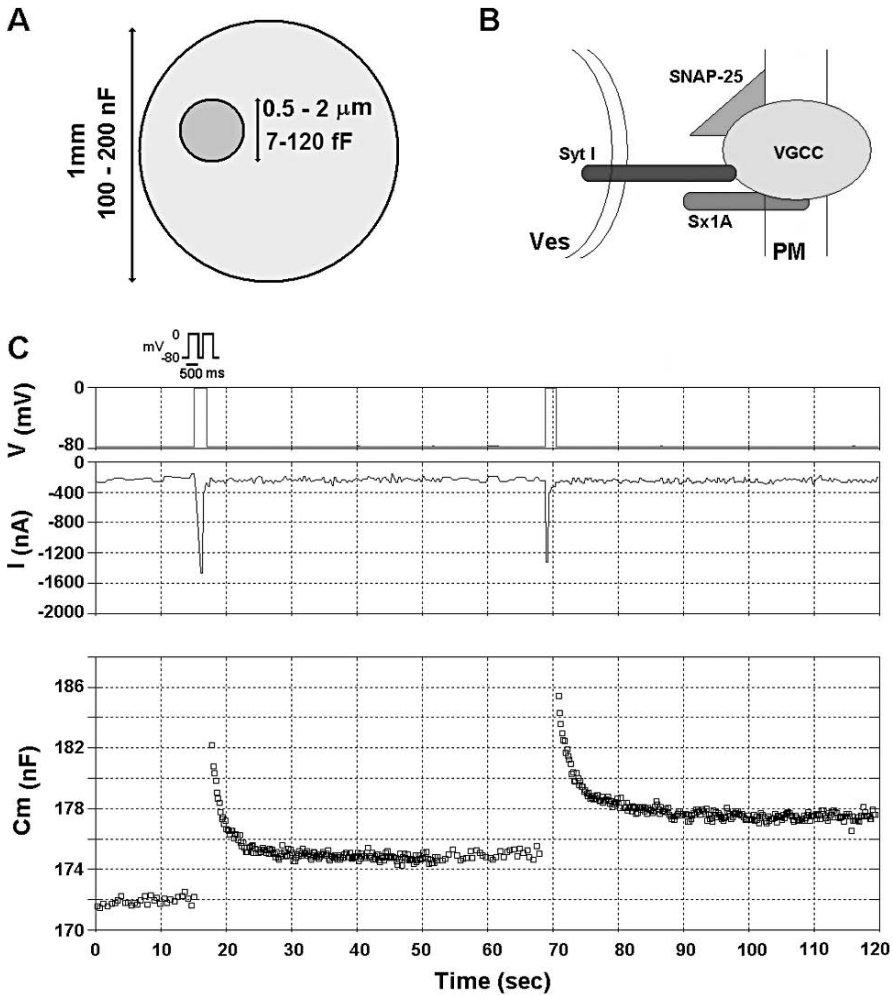 A
1mm
100 - 200 nF
0.5 - 2 μm
7-120 fF
B
SNAP-25
Syt I
VGCC
Sx1A
Ves
PM
C
mV
0
-80
500 ms
V (mV)
0
-80
I (nA)
0
-400
-800
-1200
-1600
-2000
Cm (nF)
186
182
178
174
170
0 10 20 30 40 50 60 70 80 90 100 110 120
Time (sec)